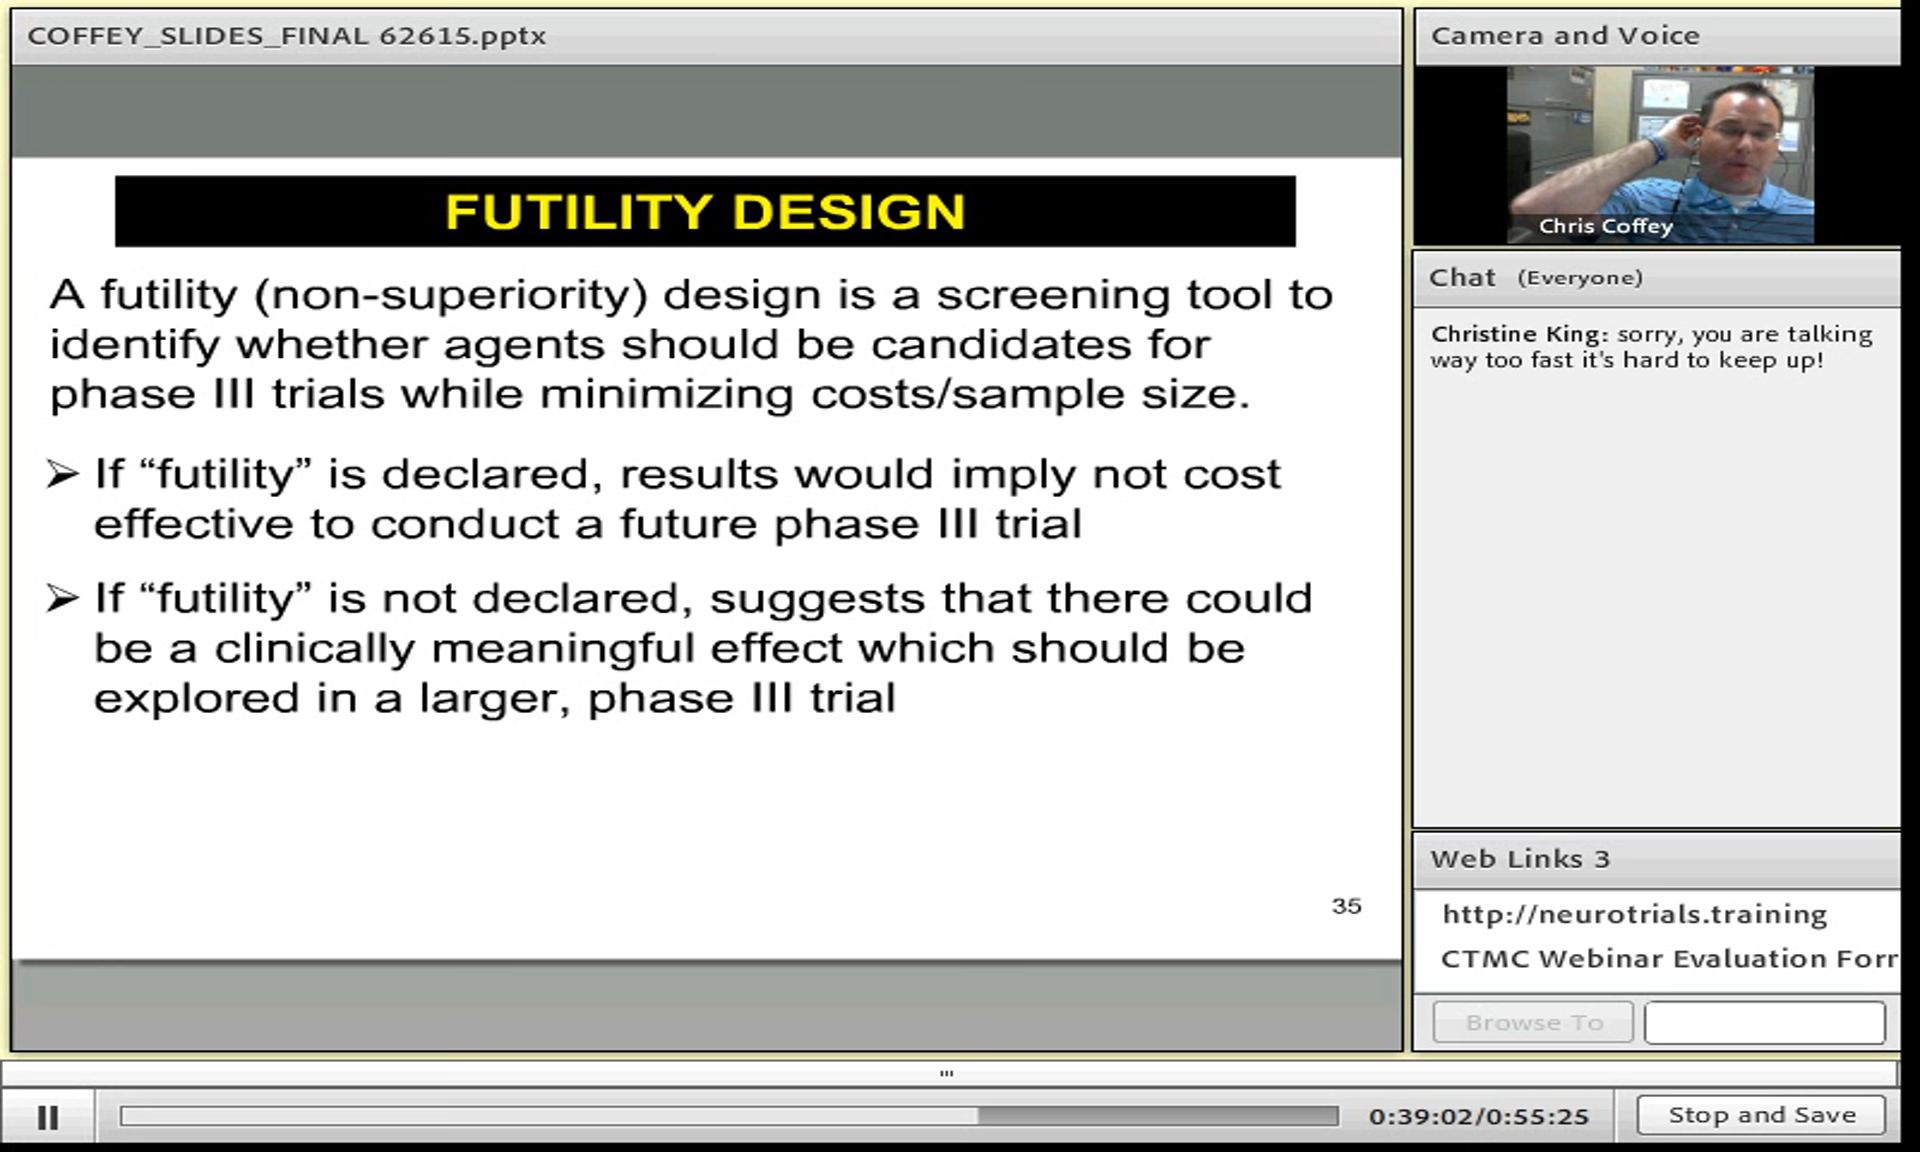 COFFEY_SLIDES_FINAL 62615.pptx
FUTILITY DESIGN
A futility (non-superiority) design is a screening tool to
identify whether agents should be candidates for
phase III trials while minimizing costs/sample size.
➢ If “futility” is declared, results would imply not cost
effective to conduct a future phase III trial
➢ If “futility” is not declared, suggests that there could
be a clinically meaningful effect which should be
explored in a larger, phase III trial
35
Camera and Voice
Chris Coffey
Chat (Everyone)
Christine King: sorry, you are talking
way too fast it's hard to keep up!
Web Links 3
http://neurotrials.training
CTMC Webinar Evaluation Forr
Browse To
0:39:02/0:55:25
Stop and Save